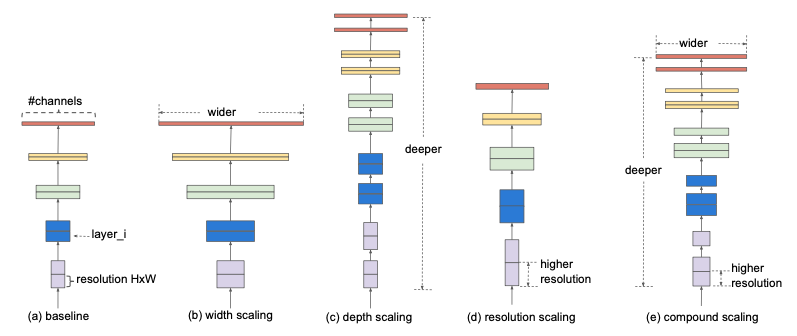 #channels
layer_i
resolution HxW
(a) baseline
wider
(b) width scaling
deeper
(c) depth scaling
higher
resolution
(d) resolution scaling
wider
deeper
higher
resolution
(e) compound scaling